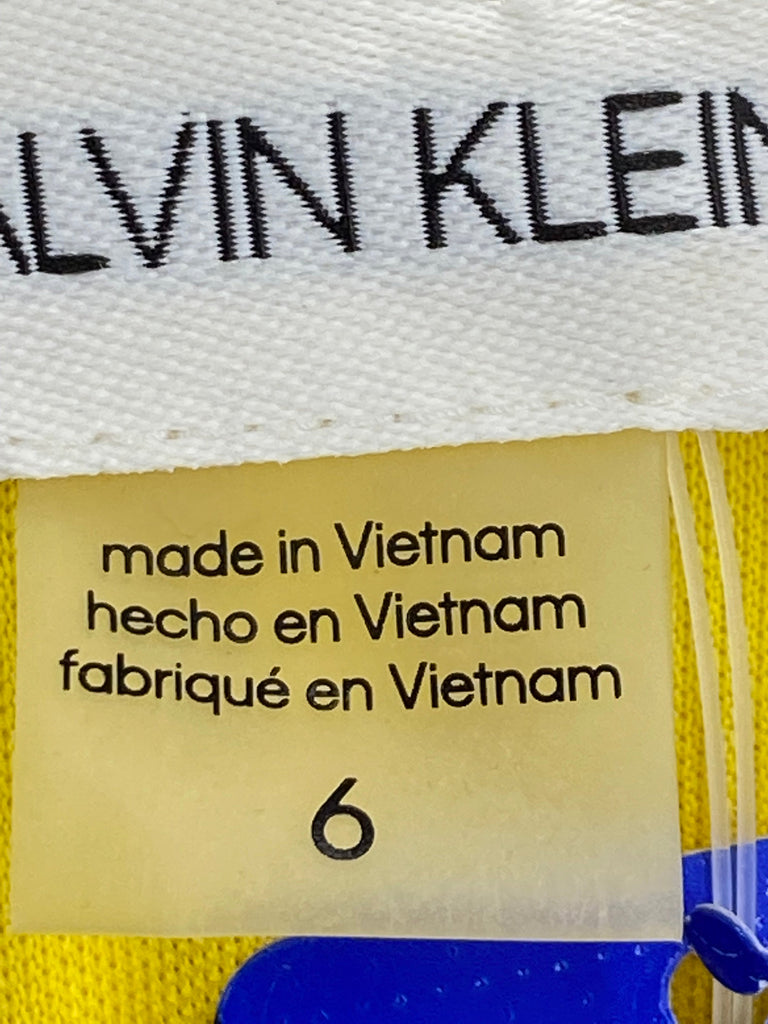 ALVIN KLEIN
made in Vietnam
hecho en Vietnam
fabriqué en Vietnam
6